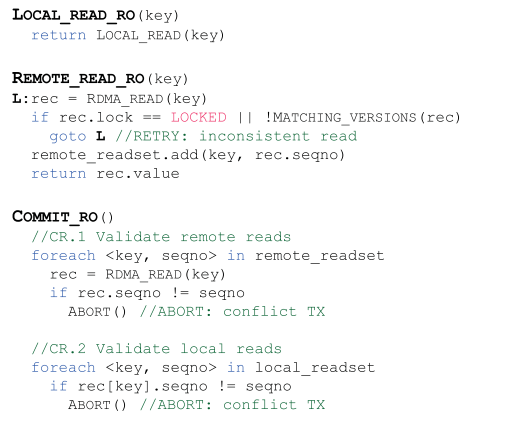 LOCAL_READ_RO(key)
return LOCAL_READ(key)
REMOTE_READ_RO(key)
L:rec = RDMA_READ(key)
if rec.lock == LOCKED || !MATCHING_VERSIONS(rec)
goto L //RETRY: inconsistent read
remote_readset.add(key, rec.seqno)
return rec.value
COMMIT_RO()
//CR.1 Validate remote reads
foreach <key, seqno> in remote_readset
rec = RDMA_READ(key)
if rec.seqno != seqno
ABORT() //ABORT: conflict TX
//CR.2 Validate local reads
foreach <key, seqno> in local_readset
if rec[key].seqno != seqno
ABORT() //ABORT: conflict TX